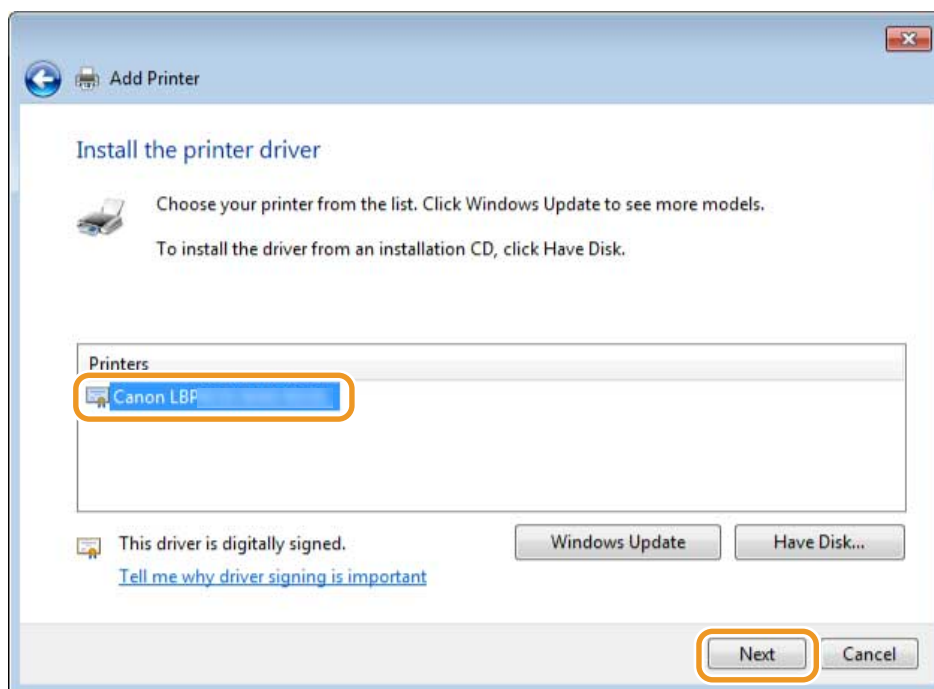 Add Printer
Install the printer driver
Choose your printer from the list. Click Windows Update to see more models.
To install the driver from an installation CD, click Have Disk.
Printers
Canon LBP
This driver is digitally signed.
Windows Update
Have Disk...
Tell me why driver signing is important
Next
Cancel